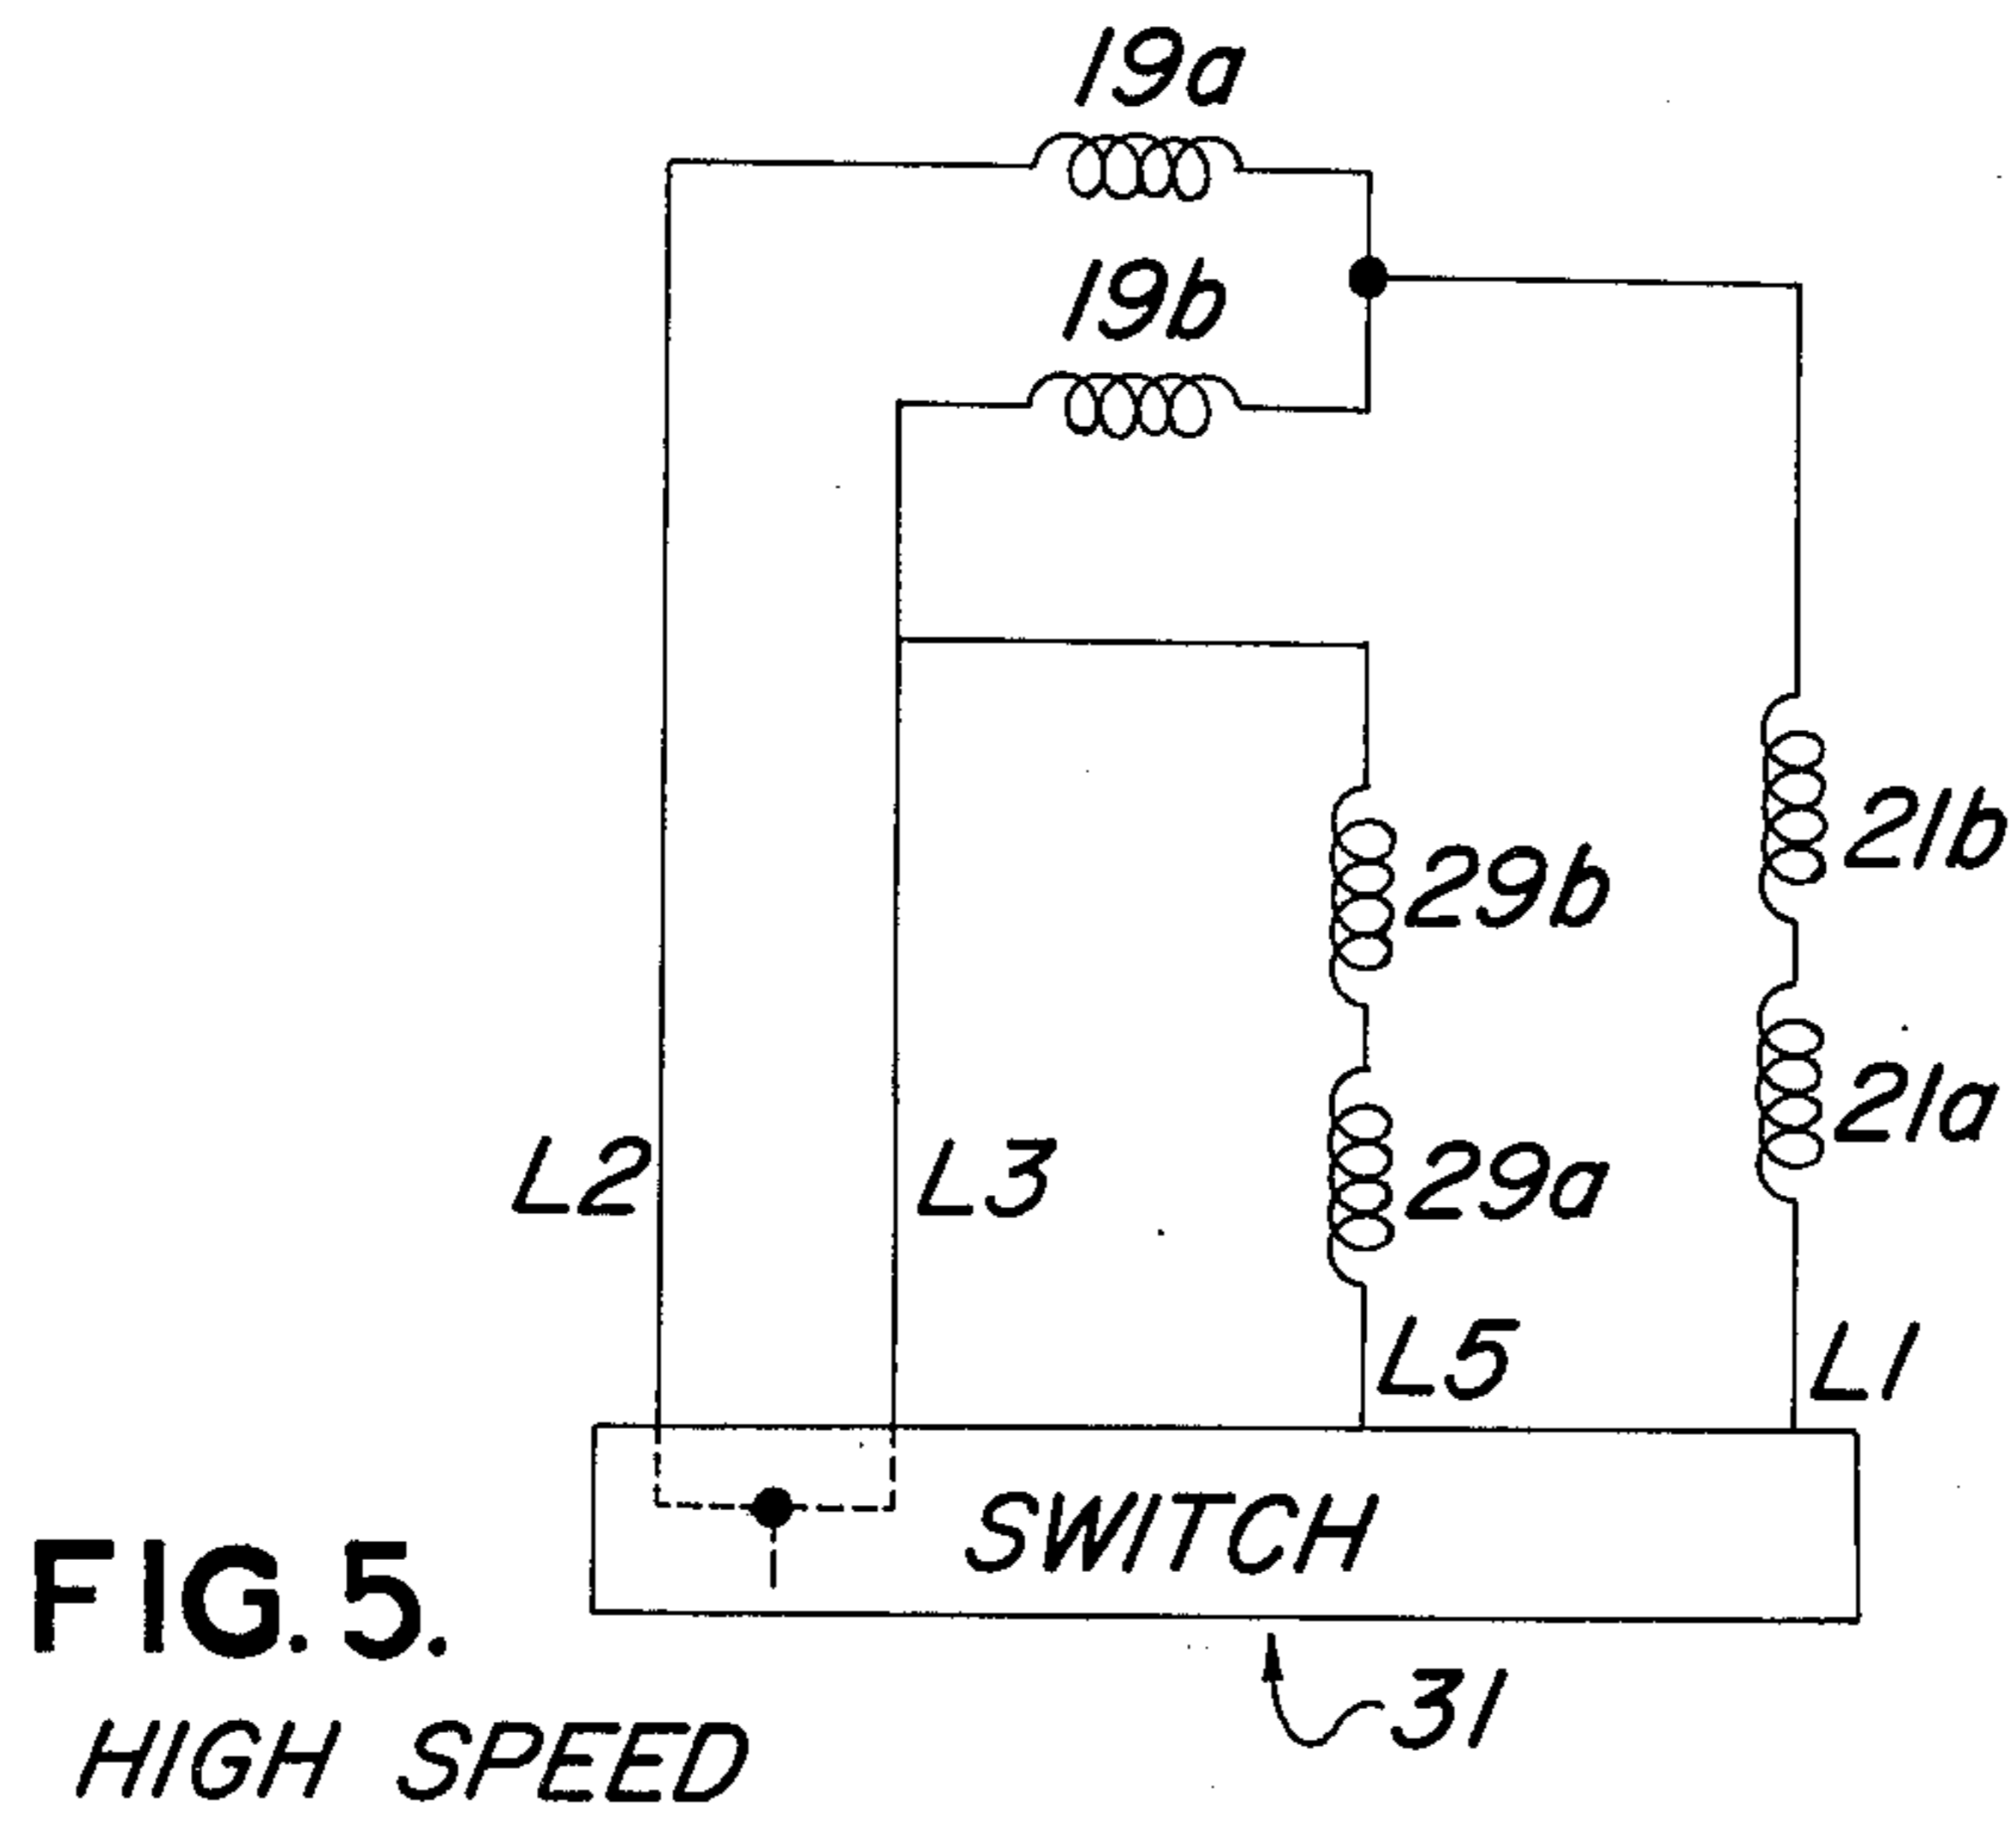 19a
19b
21b
29b
21a
29a
L2
L3
L5
L1
SWITCH
31
FIG. 5.
HIGH SPEED